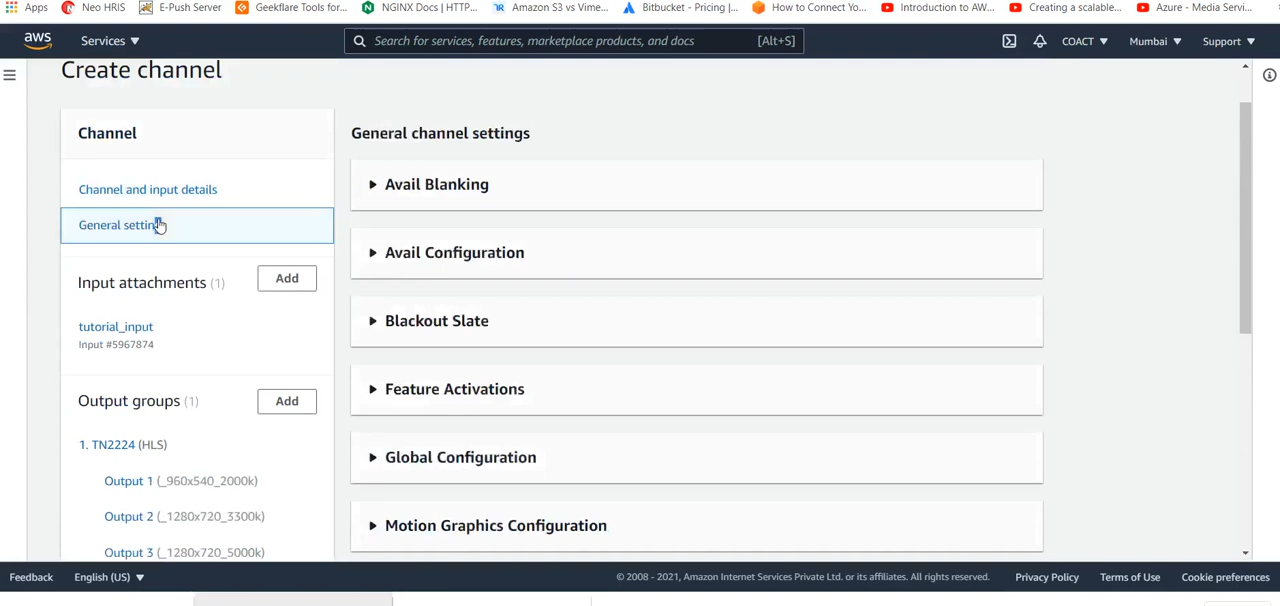 Apps Neo HRIS E-Push Server Geekflare Tools for... NGINX Docs | HTTP... Amazon S3 vs Vime... Bitbucket - Pricing |... How to Connect Yo... Introduction to AW... Creating a scalable... Azure - Media Servi...
aws Services Search for services, features, marketplace products, and docs [Alt+S] COACT Mumbai Support
Create channel
Channel
General channel settings
Avail Blanking
Channel and input details
General settin
Avail Configuration
Input attachments (1) Add
Blackout Slate
tutorial_input
Input #5967874
Feature Activations
Output groups (1) Add
1. TN2224 (HLS)
Global Configuration
Output 1 (_960x540_2000k)
Output 2 (_1280x720_3300k)
Motion Graphics Configuration
Output 3 (_1280x720_5000k)
Feedback English (US) © 2008 - 2021, Amazon Internet Services Private Ltd. or its affiliates. All rights reserved. Privacy Policy Terms of Use Cookie preferences